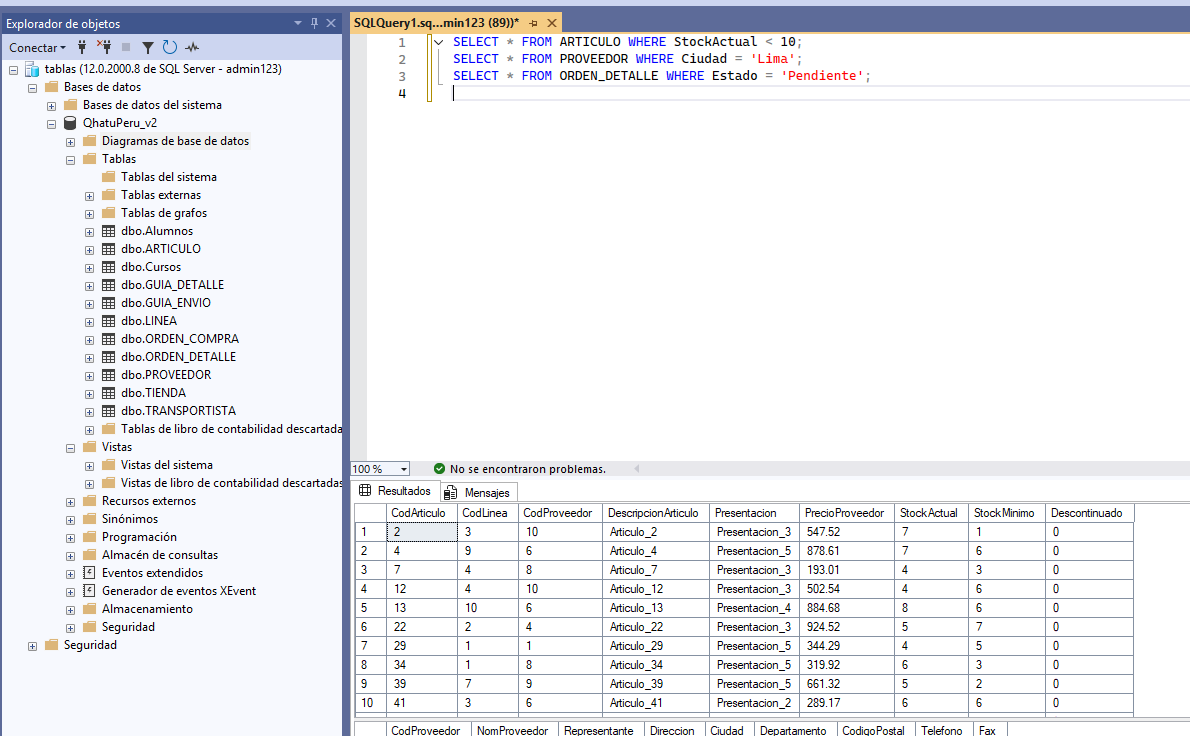 Explorador de objetos
Conectar
tablas (12.0.2000.8 de SQL Server - admin123)
Bases de datos
Bases de datos del sistema
QhatuPeru_v2
Diagramas de base de datos
Tablas
Tablas del sistema
Tablas externas
Tablas de grafos
dbo.Alumnos
dbo.ARTICULO
dbo.Cursos
dbo.GUIA_DETALLE
dbo.GUIA_ENVIO
dbo.LINEA
dbo.ORDEN_COMPRA
dbo.ORDEN_DETALLE
dbo.PROVEEDOR
dbo.TIENDA
dbo.TRANSPORTISTA
Tablas de libro de contabilidad descartada
Vistas
Vistas del sistema
Vistas de libro de contabilidad descartadas
Recursos externos
Sinónimos
Programación
Almacén de consultas
Eventos extendidos
Generador de eventos XEvent
Almacenamiento
Seguridad
Seguridad
SQLQuery1.sq...min123 (89))*
1 SELECT * FROM ARTICULO WHERE StockActual < 10;
2 SELECT * FROM PROVEEDOR WHERE Ciudad = 'Lima';
3 SELECT * FROM ORDEN_DETALLE WHERE Estado = 'Pendiente';
4
100 % No se encontraron problemas.
Resultados Mensajes
CodArticulo CodLinea CodProveedor DescripcionArticulo Presentacion PrecioProveedor StockActual StockMinimo Descontinuado
1 2 3 10 Articulo_2 Presentacion_3 547.52 7 1 0
2 4 9 6 Articulo_4 Presentacion_5 878.61 7 6 0
3 7 4 8 Articulo_7 Presentacion_5 193.01 4 3 0
4 12 4 10 Articulo_12 Presentacion_3 502.54 4 6 0
5 13 10 6 Articulo_13 Presentacion_4 884.68 8 6 0
6 22 2 4 Articulo_22 Presentacion_3 924.52 5 7 0
7 29 1 1 Articulo_29 Presentacion_5 344.29 4 5 0
8 34 1 8 Articulo_34 Presentacion_5 319.92 6 3 0
9 39 7 9 Articulo_39 Presentacion_5 661.32 5 2 0
10 41 3 6 Articulo_41 Presentacion_2 289.17 6 6 0
CodProveedor NomProveedor Representante Direccion Ciudad Departamento CodigoPostal Telefono Fax